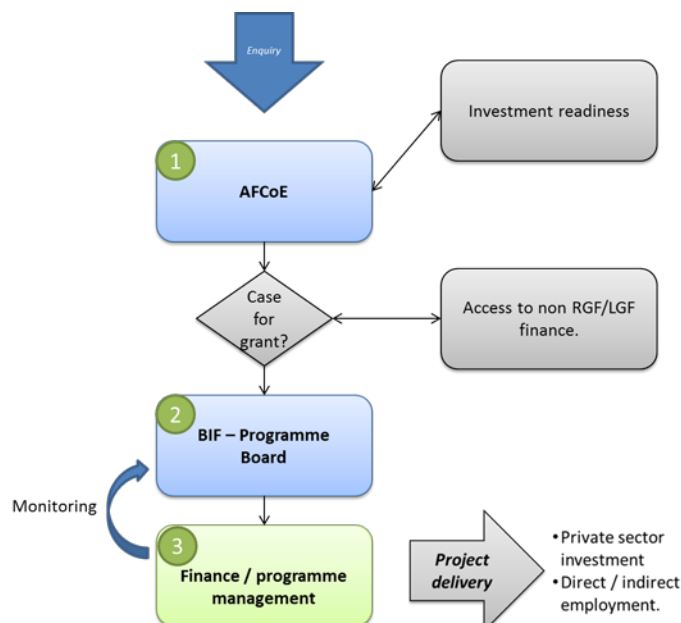 Enquiry
Investment readiness
1
AFCoE
Case
for
grant?
Access to non RGF/LGF
finance.
2
BIF – Programme
Board
Monitoring
3
Finance / programme
management
Project
delivery
•Private sector
investment
•Direct / indirect
employment.